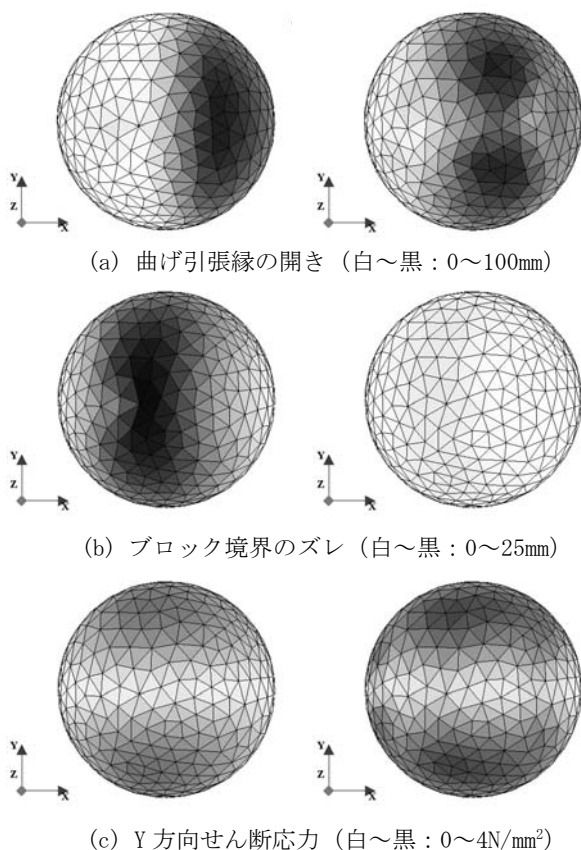 Y
Z
X
Y
Z
X
(a) 曲げ引張縁の開き (白～黒：0～100mm)
Y
Z
X
Y
Z
X
(b) ブロック境界のズレ (白～黒：0～25mm)
Y
Z
X
Y
Z
X
(c) Y 方向せん断応力 (白～黒：0～4N/mm²)